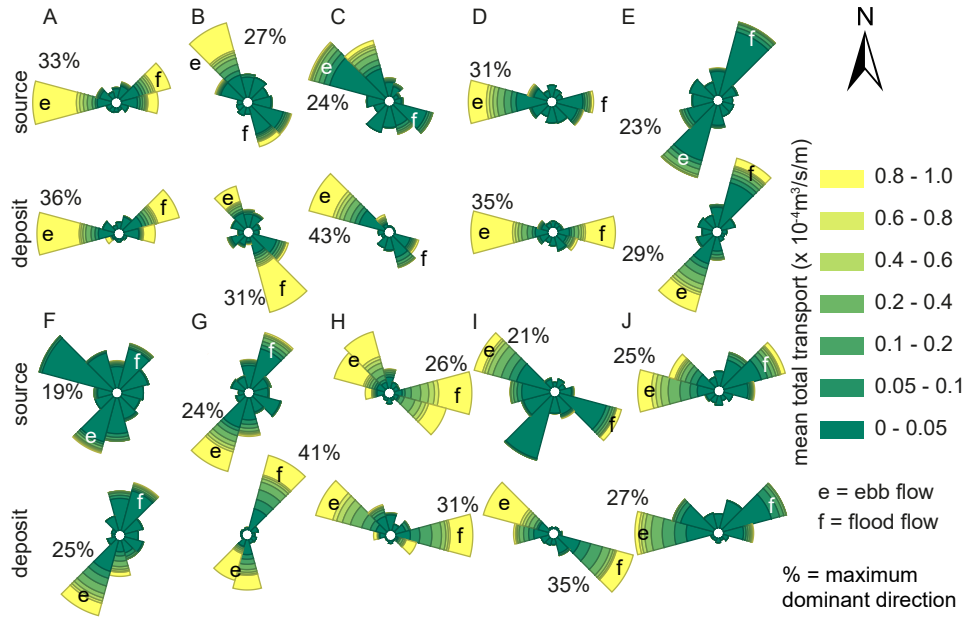 A B C D E N
33% 27% 31%
source e f e f e f e f f
24% 23% e
36% 35%
deposit e f e f e f e f f
43% 29% e
31%
mean total transport (x 10⁻⁴m³/s/m)
0.8 - 1.0
0.6 - 0.8
0.4 - 0.6
0.2 - 0.4
0.1 - 0.2
0.05 - 0.1
0 - 0.05
F G H I J
21%
source f f e 26% e 25% f
19% 24% f f e
e e
41%
deposit f f e 31% e 27% f
25% f e
e e 35% f
e = ebb flow
f = flood flow
% = maximum
dominant direction